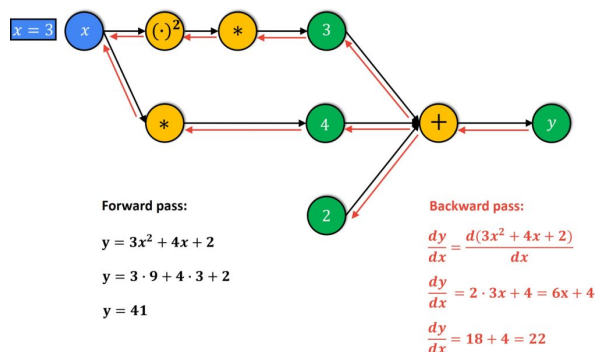 x = 3
x
(·)²
*
3
*
4
+
y
2
Forward pass:
y = 3x² + 4x + 2
y = 3 · 9 + 4 · 3 + 2
y = 41
Backward pass:
dy/dx = d(3x² + 4x + 2)/dx
dy/dx = 2 · 3x + 4 = 6x + 4
dy/dx = 18 + 4 = 22